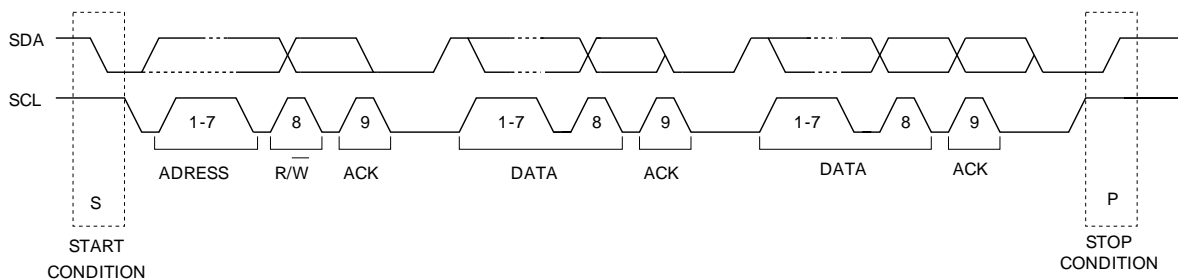 SDA
SCL
1-7 8 9 1-7 8 9 1-7 8 9
ADRESS R/W̅ ACK DATA ACK DATA ACK
S P
START CONDITION
STOP CONDITION